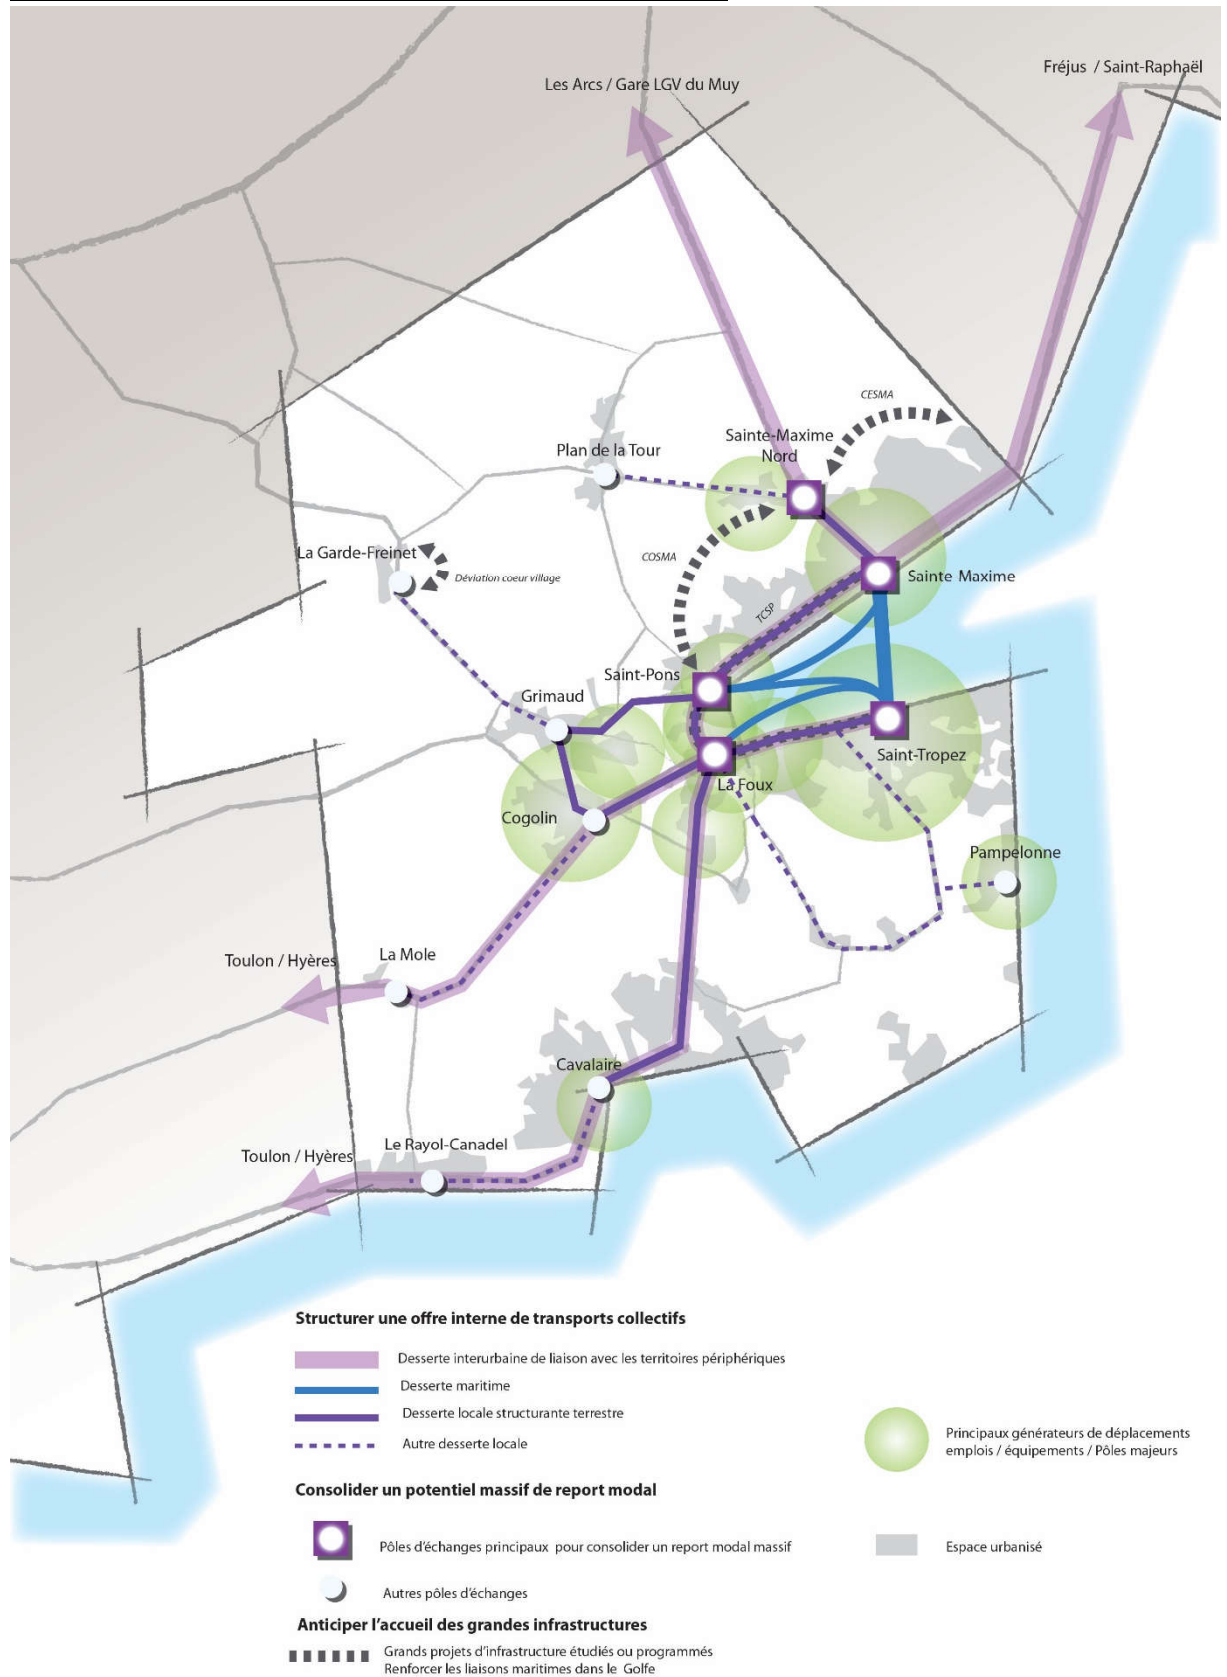 Fréjus / Saint-Raphaël
Les Arcs / Gare LGV du Muy
CESMA
Sainte-Maxime
Nord
Plan de la Tour
La Garde-Freinet
COSMA
Déviation coeur village
Sainte Maxime
TCSP
Saint-Pons
Grimaud
Saint-Tropez
La Foux
Cogolin
Pampelonne
La Mole
Toulon / Hyères
Cavalaire
Le Rayol-Canadel
Toulon / Hyères
Structurer une offre interne de transports collectifs
Desserte interurbaine de liaison avec les territoires périphériques
Desserte maritime
Desserte locale structurante terrestre
Autre desserte locale
Principaux générateurs de déplacements
emplois / équipements / Pôles majeurs
Consolider un potentiel massif de report modal
Pôles d'échanges principaux pour consolider un report modal massif
Espace urbanisé
Autres pôles d'échanges
Anticiper l'accueil des grandes infrastructures
Grands projets d'infrastructure étudiés ou programmés
Renforcer les liaisons maritimes dans le Golfe